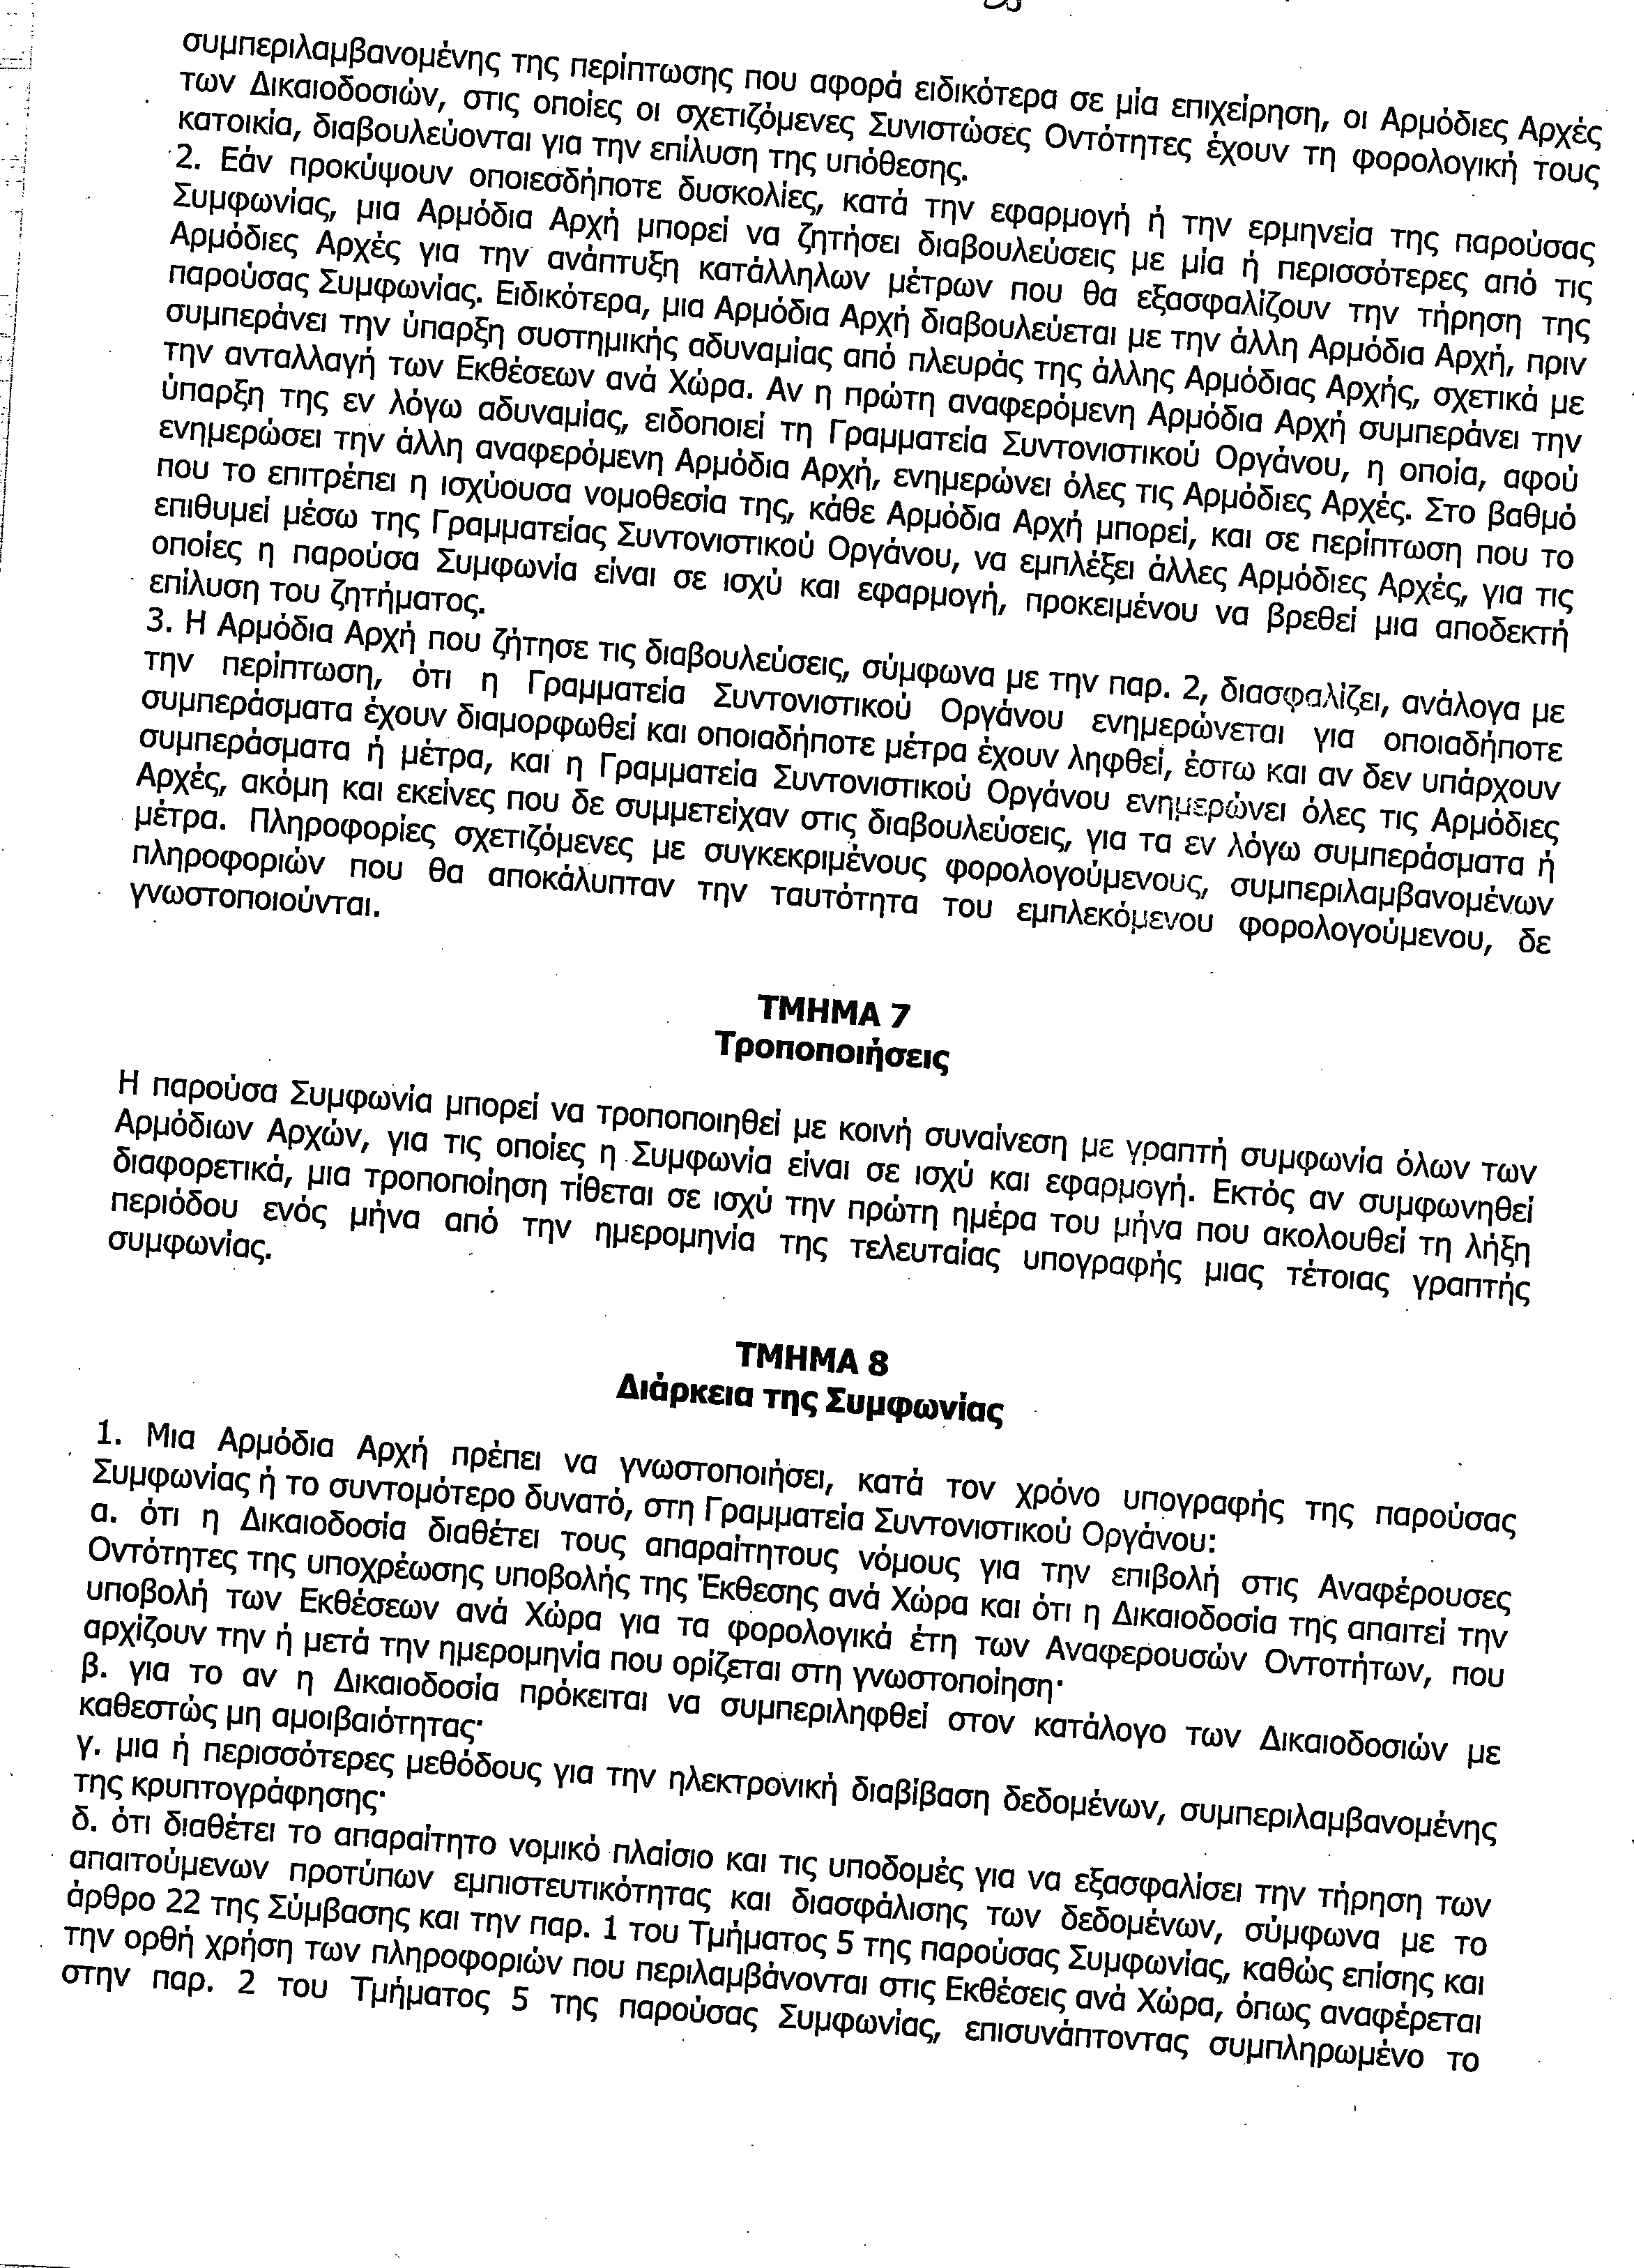 συμπεριλαμβανομένης της περίπτωσης που αφορά ειδικότερα σε μία επιχείρηση, οι Αρμόδιες Αρχές
των Δικαιοδοσιών, στις οποίες οι σχετιζόμενες Συνιστώσες Οντότητες έχουν τη φορολογική τους
κατοικία, διαβουλεύονται για την επίλυση της υπόθεσης.
2. Εάν προκύψουν οποιεσδήποτε δυσκολίες, κατά την εφαρμογή ή την ερμηνεία της παρούσας
Συμφωνίας, μια Αρμόδια Αρχή μπορεί να ζητήσει διαβουλεύσεις με μία ή περισσότερες από τις
Αρμόδιες Αρχές για την ανάπτυξη κατάλληλων μέτρων που θα εξασφαλίζουν την τήρηση της
παρούσας Συμφωνίας. Ειδικότερα, μια Αρμόδια Αρχή διαβουλεύεται με την άλλη Αρμόδια Αρχή, πριν
συμπεράνει την ύπαρξη συστημικής αδυναμίας από πλευράς της άλλης Αρμόδιας Αρχής, σχετικά με
την ανταλλαγή των Εκθέσεων ανά Χώρα. Αν η πρώτη αναφερόμενη Αρμόδια Αρχή συμπεράνει την
ύπαρξη της εν λόγω αδυναμίας, ειδοποιεί τη Γραμματεία Συντονιστικού Οργάνου, η οποία, αφού
ενημερώσει την άλλη αναφερόμενη Αρμόδια Αρχή, ενημερώνει όλες τις Αρμόδιες Αρχές. Στο βαθμό
που το επιτρέπει η ισχύουσα νομοθεσία της, κάθε Αρμόδια Αρχή μπορεί, και σε περίπτωση που το
επιθυμεί μέσω της Γραμματείας Συντονιστικού Οργάνου, να εμπλέξει άλλες Αρμόδιες Αρχές, για τις
οποίες η παρούσα Συμφωνία είναι σε ισχύ και εφαρμογή, προκειμένου να βρεθεί μια αποδεκτή
επίλυση του ζητήματος.
3. Η Αρμόδια Αρχή που ζήτησε τις διαβουλεύσεις, σύμφωνα με την παρ. 2, διασφαλίζει, ανάλογα με
την περίπτωση, ότι η Γραμματεία Συντονιστικού Οργάνου ενημερώνεται για οποιαδήποτε
συμπεράσματα έχουν διαμορφωθεί και οποιαδήποτε μέτρα έχουν ληφθεί, έστω και αν δεν υπάρχουν
συμπεράσματα ή μέτρα, και η Γραμματεία Συντονιστικού Οργάνου ενημερώνει όλες τις Αρμόδιες
Αρχές, ακόμη και εκείνες που δε συμμετείχαν στις διαβουλεύσεις, για τα εν λόγω συμπεράσματα ή
μέτρα. Πληροφορίες σχετιζόμενες με συγκεκριμένους φορολογούμενους, συμπεριλαμβανομένων
πληροφοριών που θα αποκάλυπταν την ταυτότητα του εμπλεκόμενου φορολογούμενου, δε
γνωστοποιούνται.
ΤΜΗΜΑ 7
Τροποποιήσεις
Η παρούσα Συμφωνία μπορεί να τροποποιηθεί με κοινή συναίνεση με γραπτή συμφωνία όλων των
Αρμόδιων Αρχών, για τις οποίες η Συμφωνία είναι σε ισχύ και εφαρμογή. Εκτός αν συμφωνηθεί
διαφορετικά, μια τροποποίηση τίθεται σε ισχύ την πρώτη ημέρα του μήνα που ακολουθεί τη λήξη
περιόδου ενός μήνα από την ημερομηνία της τελευταίας υπογραφής μιας τέτοιας γραπτής
συμφωνίας.
ΤΜΗΜΑ 8
Διάρκεια της Συμφωνίας
1. Μια Αρμόδια Αρχή πρέπει να γνωστοποιήσει, κατά τον χρόνο υπογραφής της παρούσας
Συμφωνίας ή το συντομότερο δυνατό, στη Γραμματεία Συντονιστικού Οργάνου:
α. ότι η Δικαιοδοσία διαθέτει τους απαραίτητους νόμους για την επιβολή στις Αναφέρουσες
Οντότητες της υποχρέωσης υποβολής της Έκθεσης ανά Χώρα και ότι η Δικαιοδοσία της απαιτεί την
υποβολή των Εκθέσεων ανά Χώρα για τα φορολογικά έτη των Αναφερουσών Οντοτήτων, που
αρχίζουν την ή μετά την ημερομηνία που ορίζεται στη γνωστοποίηση·
β. για το αν η Δικαιοδοσία πρόκειται να συμπεριληφθεί στον κατάλογο των Δικαιοδοσιών με
καθεστώς μη αμοιβαιότητας·
γ. μια ή περισσότερες μεθόδους για την ηλεκτρονική διαβίβαση δεδομένων, συμπεριλαμβανομένης
της κρυπτογράφησης·
δ. ότι διαθέτει το απαραίτητο νομικό πλαίσιο και τις υποδομές για να εξασφαλίσει την τήρηση των
απαιτούμενων προτύπων εμπιστευτικότητας και διασφάλισης των δεδομένων, σύμφωνα με το
άρθρο 22 της Σύμβασης και την παρ. 1 του Τμήματος 5 της παρούσας Συμφωνίας, καθώς επίσης και
την ορθή χρήση των πληροφοριών που περιλαμβάνονται στις Εκθέσεις ανά Χώρα, όπως αναφέρεται
στην παρ. 2 του Τμήματος 5 της παρούσας Συμφωνίας, επισυνάπτοντας συμπληρωμένο το